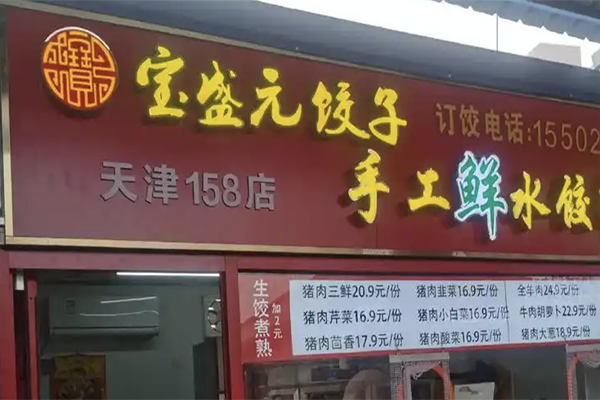 宝盛元饺子
订饺电话:15502
天津158店
手工鲜水饺
生饺煮熟
加2元
猪肉三鲜20.9元/份
猪肉韭菜16.9元/份
全羊肉24.9元/份
猪肉芹菜16.9元/份
猪肉小白菜16.9元/份
牛肉胡萝卜22.9元/份
猪肉茴香17.9元/份
猪肉酸菜16.9元/份
猪肉大葱18.9元/份